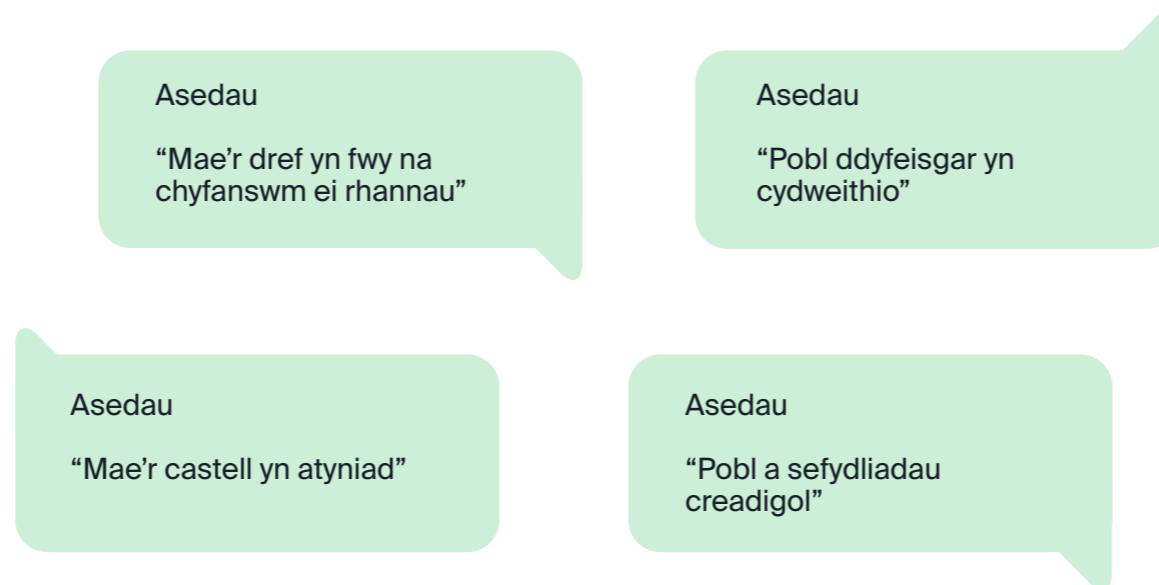 Asedau
“Mae’r dref yn fwy na
chyfanswm ei rhannau”
Asedau
“Pobl ddyfeisgar yn
cydweithio”
Asedau
“Mae’r castell yn atyniad”
Asedau
“Pobl a sefydliadau
creadigol”